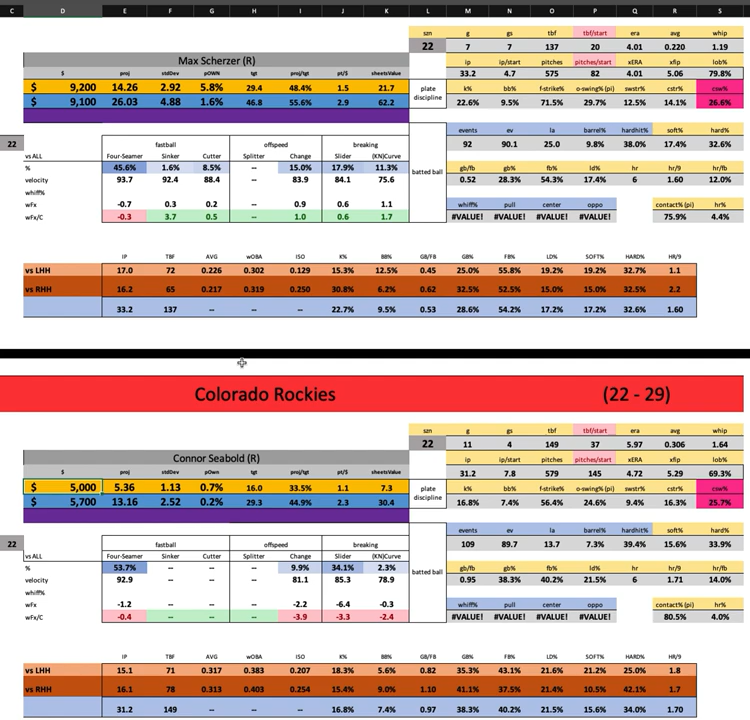 C D E F G H I J K L M N O P Q R S
szn g gs tbf tbf/start era avg whip
22 7 7 137 20 4.01 0.220 1.19
Max Scherzer (R) ip ip/start pitches pitches/start xERA xfip lob%
33.2 4.7 575 82 4.01 5.06 79.8%
$ proj stdDev pOWN tgt proj/tgt pt/$ sheetsValue
$ 9,200 14.26 2.92 5.8% 29.4 48.4% 1.5 21.7 plate discipline k% bb% f-strike% o-swing% (pi) swstr% cstr% csw%
$ 9,100 26.03 4.88 1.6% 46.8 55.6% 2.9 62.2 22.6% 9.5% 71.5% 29.7% 12.5% 14.1% 26.6%
events ev la barrel% hardhit% soft% hard%
22 fastball offspeed breaking 92 90.1 25.0 9.8% 38.0% 17.4% 32.6%
vs ALL Four-Seamer Sinker Cutter Splitter Change Slider (KN)Curve
% 45.6% 1.6% 8.5% -- 15.0% 17.9% 11.3% batted ball gb/fb gb% fb% ld% hr hr/9 hr/fb
velocity 93.7 92.4 88.4 -- 83.9 84.1 75.6 0.52 28.3% 54.3% 17.4% 6 1.60 12.0%
whiff%
wFx -0.7 0.3 0.2 -- 0.9 0.6 1.1 whiff% pull center oppo contact% (pi) hr%
wFx/C -0.3 3.7 0.5 -- 1.0 0.6 1.7 #VALUE! #VALUE! #VALUE! #VALUE! 75.9% 4.4%
IP TBF AVG wOBA ISO K% BB% GB/FB GB% FB% LD% SOFT% HARD% HR/9
vs LHH 17.0 72 0.226 0.302 0.129 15.3% 12.5% 0.45 25.0% 55.8% 19.2% 19.2% 32.7% 1.1
vs RHH 16.2 65 0.217 0.319 0.250 30.8% 6.2% 0.62 32.5% 52.5% 15.0% 15.0% 32.5% 2.2
33.2 137 -- -- -- 22.7% 9.5% 0.53 28.6% 54.2% 17.2% 17.2% 32.6% 1.60
Colorado Rockies (22 - 29)
szn g gs tbf tbf/start era avg whip
22 11 4 149 37 5.97 0.306 1.64
Connor Seabold (R) ip ip/start pitches pitches/start xERA xfip lob%
31.2 7.8 579 145 4.72 5.29 69.3%
$ proj stdDev pOwn tgt proj/tgt pt/$ sheetsValue
$ 5,000 5.36 1.13 0.7% 16.0 33.5% 1.1 7.3 plate discipline k% bb% f-strike% o-swing% (pi) swstr% cstr% csw%
$ 5,700 13.16 2.52 0.2% 29.3 44.9% 2.3 30.4 16.8% 7.4% 56.4% 24.6% 9.4% 16.3% 25.7%
events ev la barrel% hardhit% soft% hard%
22 fastball offspeed breaking 109 89.7 13.7 7.3% 39.4% 15.6% 33.9%
vs ALL Four-Seamer Sinker Cutter Splitter Change Slider (KN)Curve
% 53.7% -- -- -- 9.9% 34.1% 2.3% batted ball gb/fb gb% fb% ld% hr hr/9 hr/fb
velocity 92.9 -- -- -- 81.1 85.3 78.9 0.95 38.3% 40.2% 21.5% 6 1.71 14.0%
whiff%
wFx -1.2 -- -- -- -2.2 -6.4 -0.3 whiff% pull center oppo contact% (pi) hr%
wFx/C -0.4 -- -- -- -3.9 -3.3 -2.4 #VALUE! #VALUE! #VALUE! #VALUE! 80.5% 4.0%
IP TBF AVG wOBA ISO K% BB% GB/FB GB% FB% LD% SOFT% HARD% HR/9
vs LHH 15.1 71 0.317 0.383 0.207 18.3% 5.6% 0.82 35.3% 43.1% 21.6% 21.2% 25.0% 1.8
vs RHH 16.1 78 0.313 0.403 0.254 15.4% 9.0% 1.10 41.1% 37.5% 21.4% 10.5% 42.1% 1.7
31.2 149 -- -- -- 16.8% 7.4% 0.97 38.3% 40.2% 21.5% 15.6% 34.0% 1.70